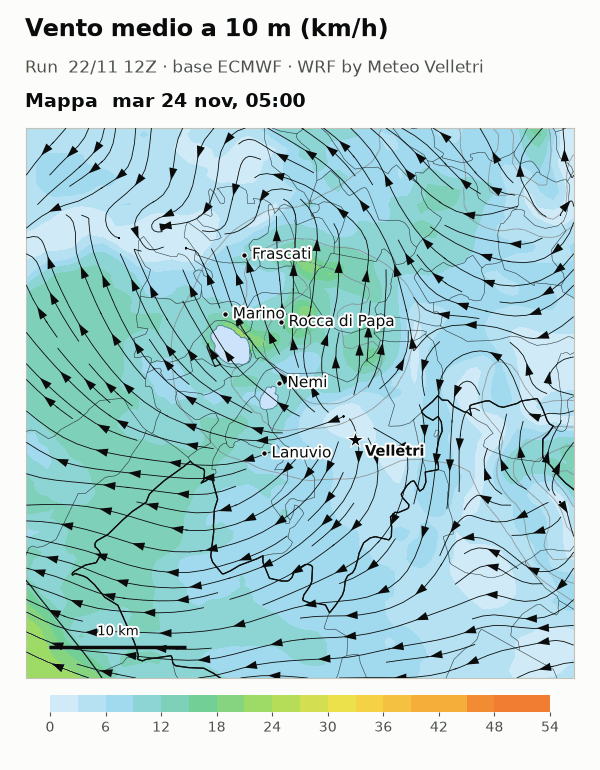 Vento medio a 10 m (km/h)
Run  22/11 12Z · base ECMWF · WRF by Meteo Velletri
Mappa  mar 24 nov, 05:00
Frascati
Marino
Rocca di Papa
Nemi
Velletri
Lanuvio
10 km
0 6 12 18 24 30 36 42 48 54